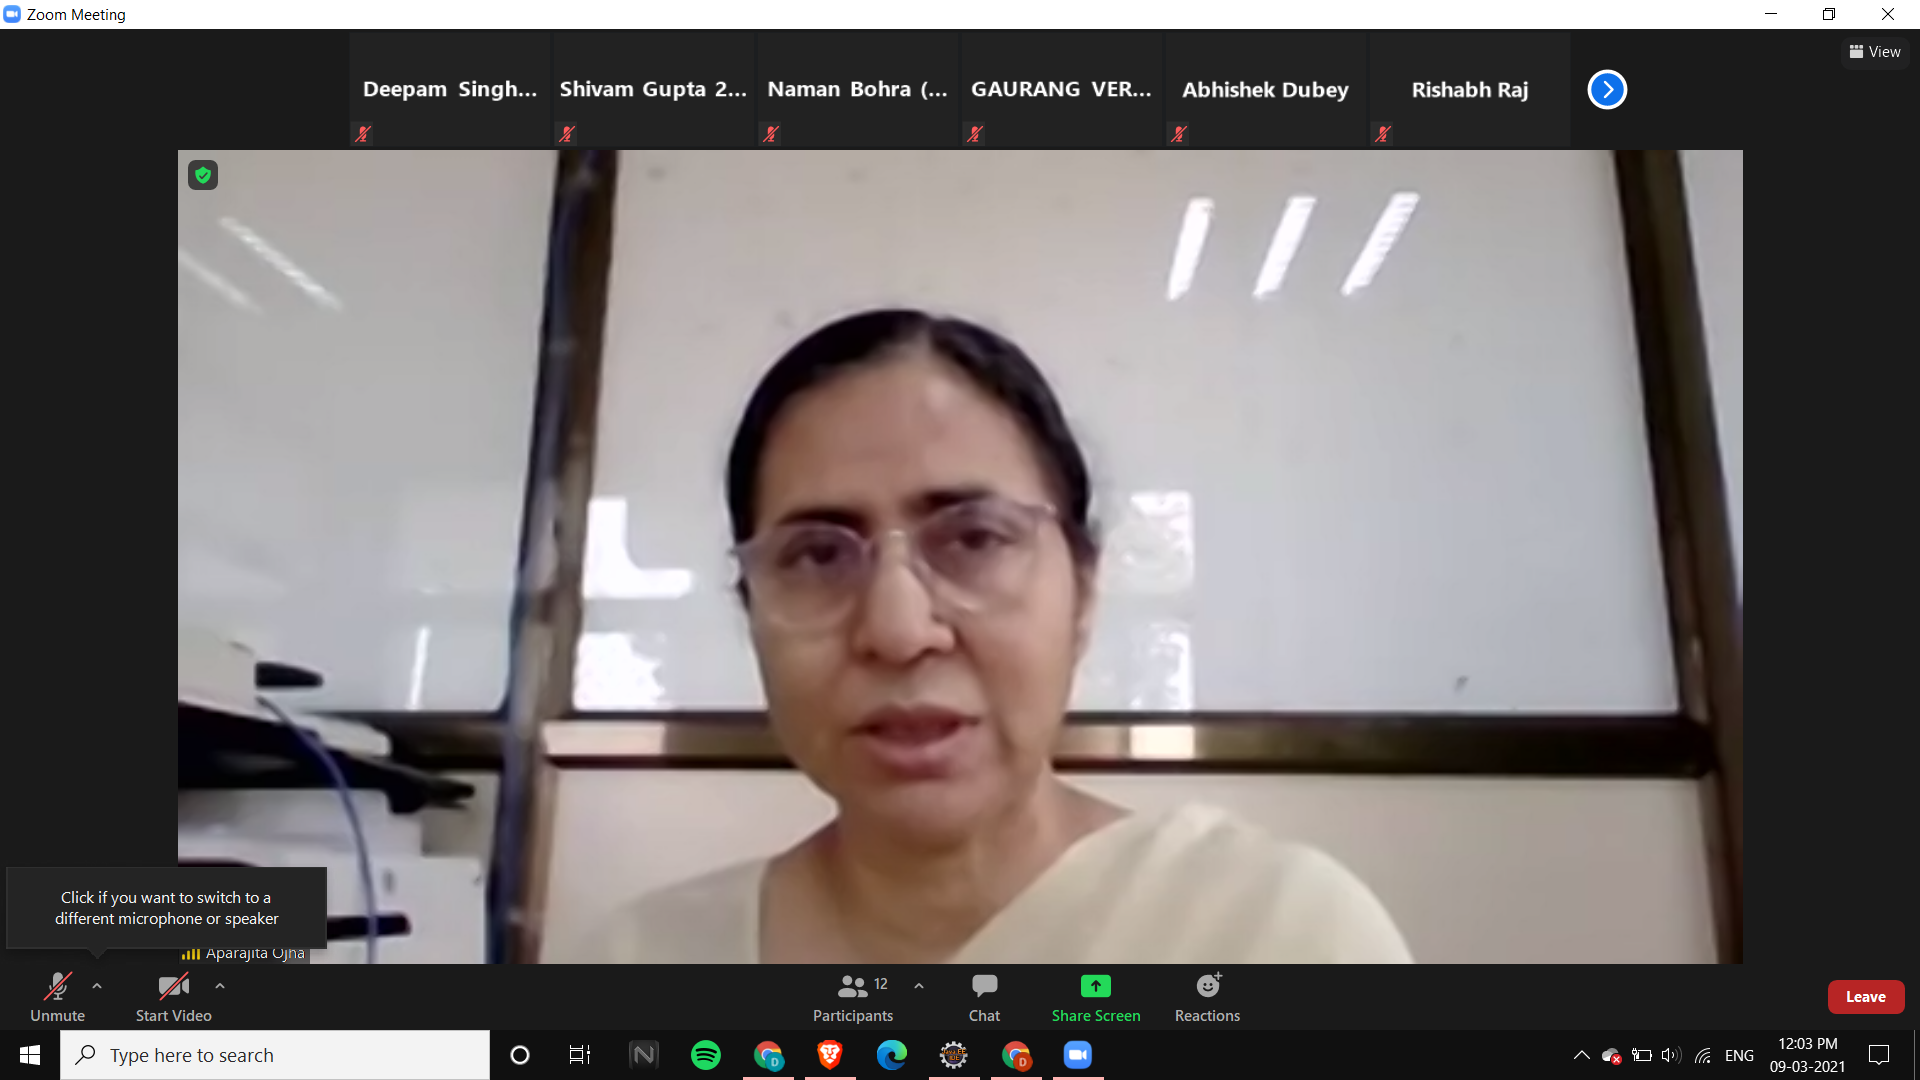 Zoom Meeting
View
Deepam Singh...
Shivam Gupta 2...
Naman Bohra (...
GAURANG VER...
Abhishek Dubey
Rishabh Raj
Click if you want to switch to a
different microphone or speaker
Aparajita Ojha
Unmute
Start Video
12
Participants
Chat
Share Screen
Reactions
Leave
Type here to search
N
D
D
ENG
12:03 PM
09-03-2021